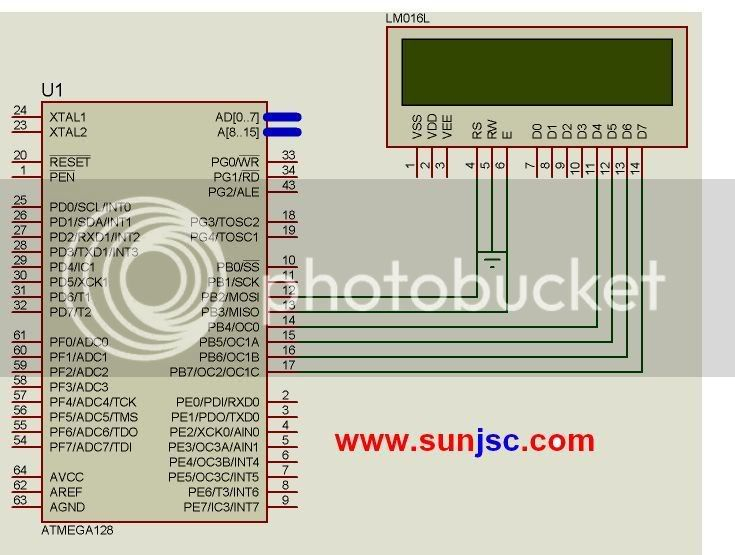 LM016L
VSS VDD VEE RS RW E D0 D1 D2 D3 D4 D5 D6 D7
1 2 3 4 5 6 7 8 9 10 11 12 13 14
U1
24 XTAL1 AD[0..7]
23 XTAL2 A[8..15]
20 RESET PG0/WR 33
1 PEN PG1/RD 34
PG2/ALE 43
25 PD0/SCL/INT0
26 PD1/SDA/INT1 PG3/TOSC2 18
27 PD2/RXD1/INT2 PG4/TOSC1 19
28 PD3/TXD1/INT3
29 PD4/IC1 PB0/SS 10
30 PD5/XCK1 PB1/SCK 11
31 PD6/T1 PB2/MOSI 12
32 PD7/T2 PB3/MISO 13
PB4/OC0 14
61 PF0/ADC0 PB5/OC1A 15
60 PF1/ADC1 PB6/OC1B 16
59 PF2/ADC2 PB7/OC2/OC1C 17
58 PF3/ADC3
57 PF4/ADC4/TCK PE0/PDI/RXD0 2
56 PF5/ADC5/TMS PE1/PDO/TXD0 3
55 PF6/ADC6/TDO PE2/XCK0/AIN0 4
54 PF7/ADC7/TDI PE3/OC3A/AIN1 5
PE4/OC3B/INT4 6
64 AVCC PE5/OC3C/INT5 7
62 AREF PE6/T3/INT6 8
63 AGND PE7/IC3/INT7 9
ATMEGA128
photobucket
www.sunjsc.com